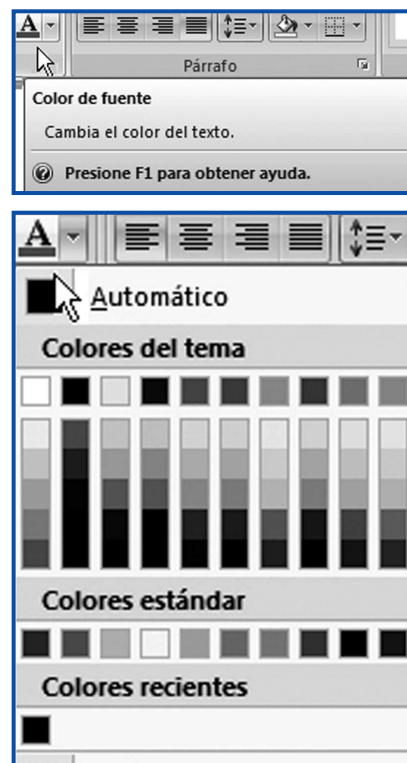 A
Párrafo
Color de fuente
Cambia el color del texto.
Presione F1 para obtener ayuda.
A
Automático
Colores del tema
Colores estándar
Colores recientes